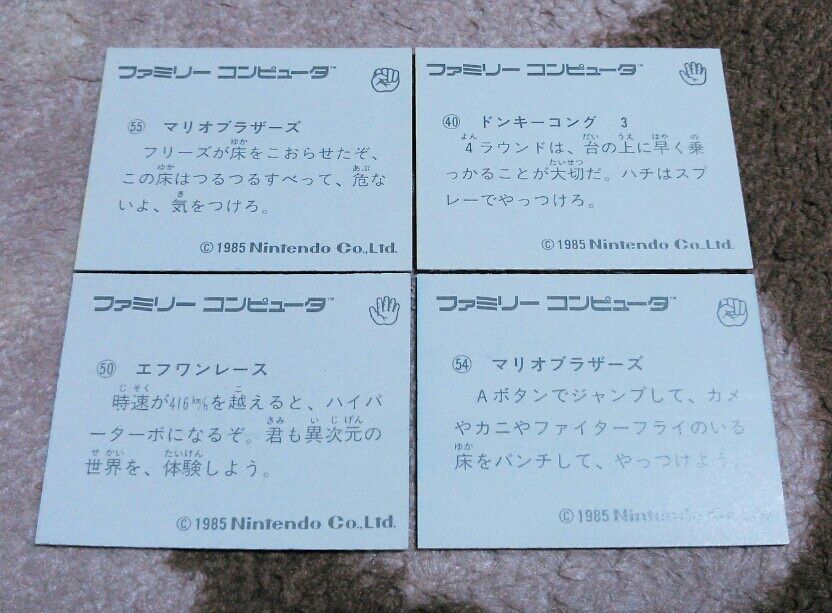 ファミリー コンピュータ™
55 マリオブラザーズ
フリーズが床をこおらせたぞ、
この床はつるつるすべって、危な
いよ、気をつけろ。
©1985 Nintendo Co.,Ltd.
ファミリー コンピュータ™
40 ドンキーコング 3
4ラウンドは、台の上に早く乗
っかることが大切だ。ハチはスプ
レーでやっつけろ。
©1985 Nintendo Co.,Ltd.
ファミリー コンピュータ™
50 エフワンレース
時速が416km/hを越えると、ハイパ
ーターボになるぞ。君も異次元の
世界を、体験しよう。
©1985 Nintendo Co.,Ltd.
ファミリー コンピュータ™
54 マリオブラザーズ
Aボタンでジャンプして、カメ
やカニやファイターフライのいる
床をパンチして、やっつけよう。
©1985 Nintendo Co.,Ltd.